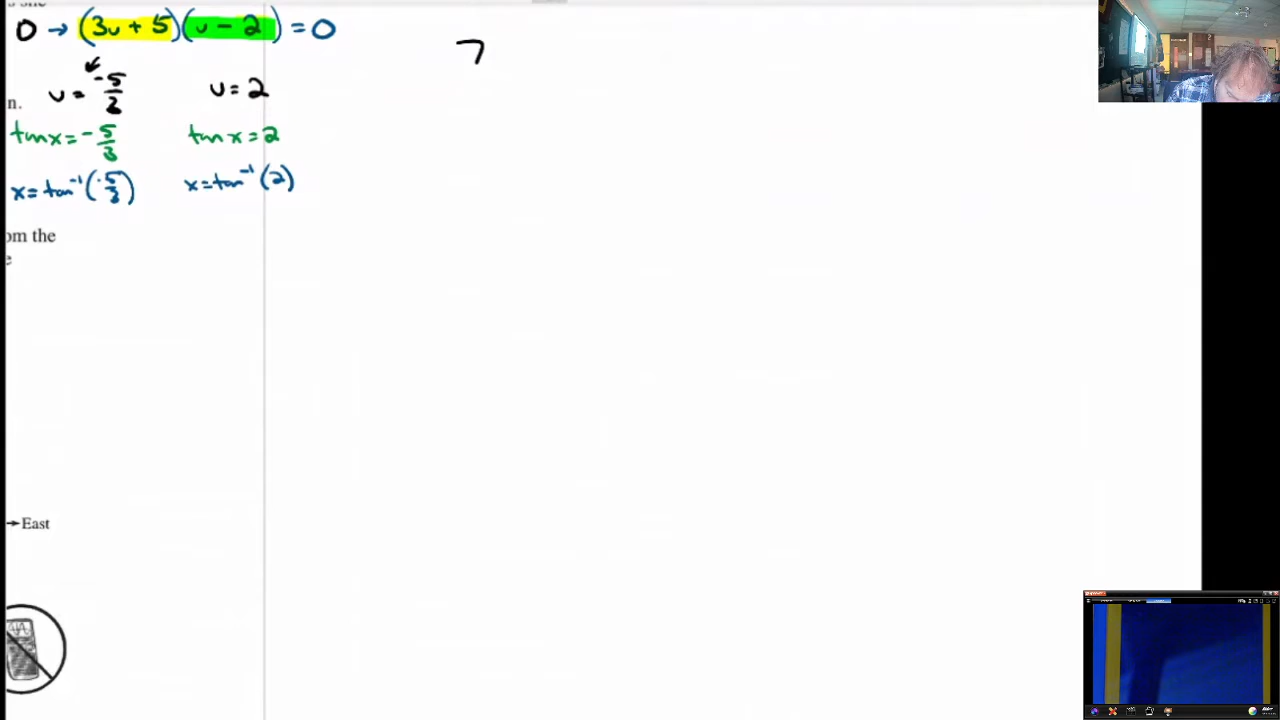 0 → (3u + 5)(u - 2) = 0
u = -5/2
u = 2
n.
tan x = -5/3
tan x = 2
x = tan⁻¹(-5/3)
x = tan⁻¹(2)
om the
e
→ East
7